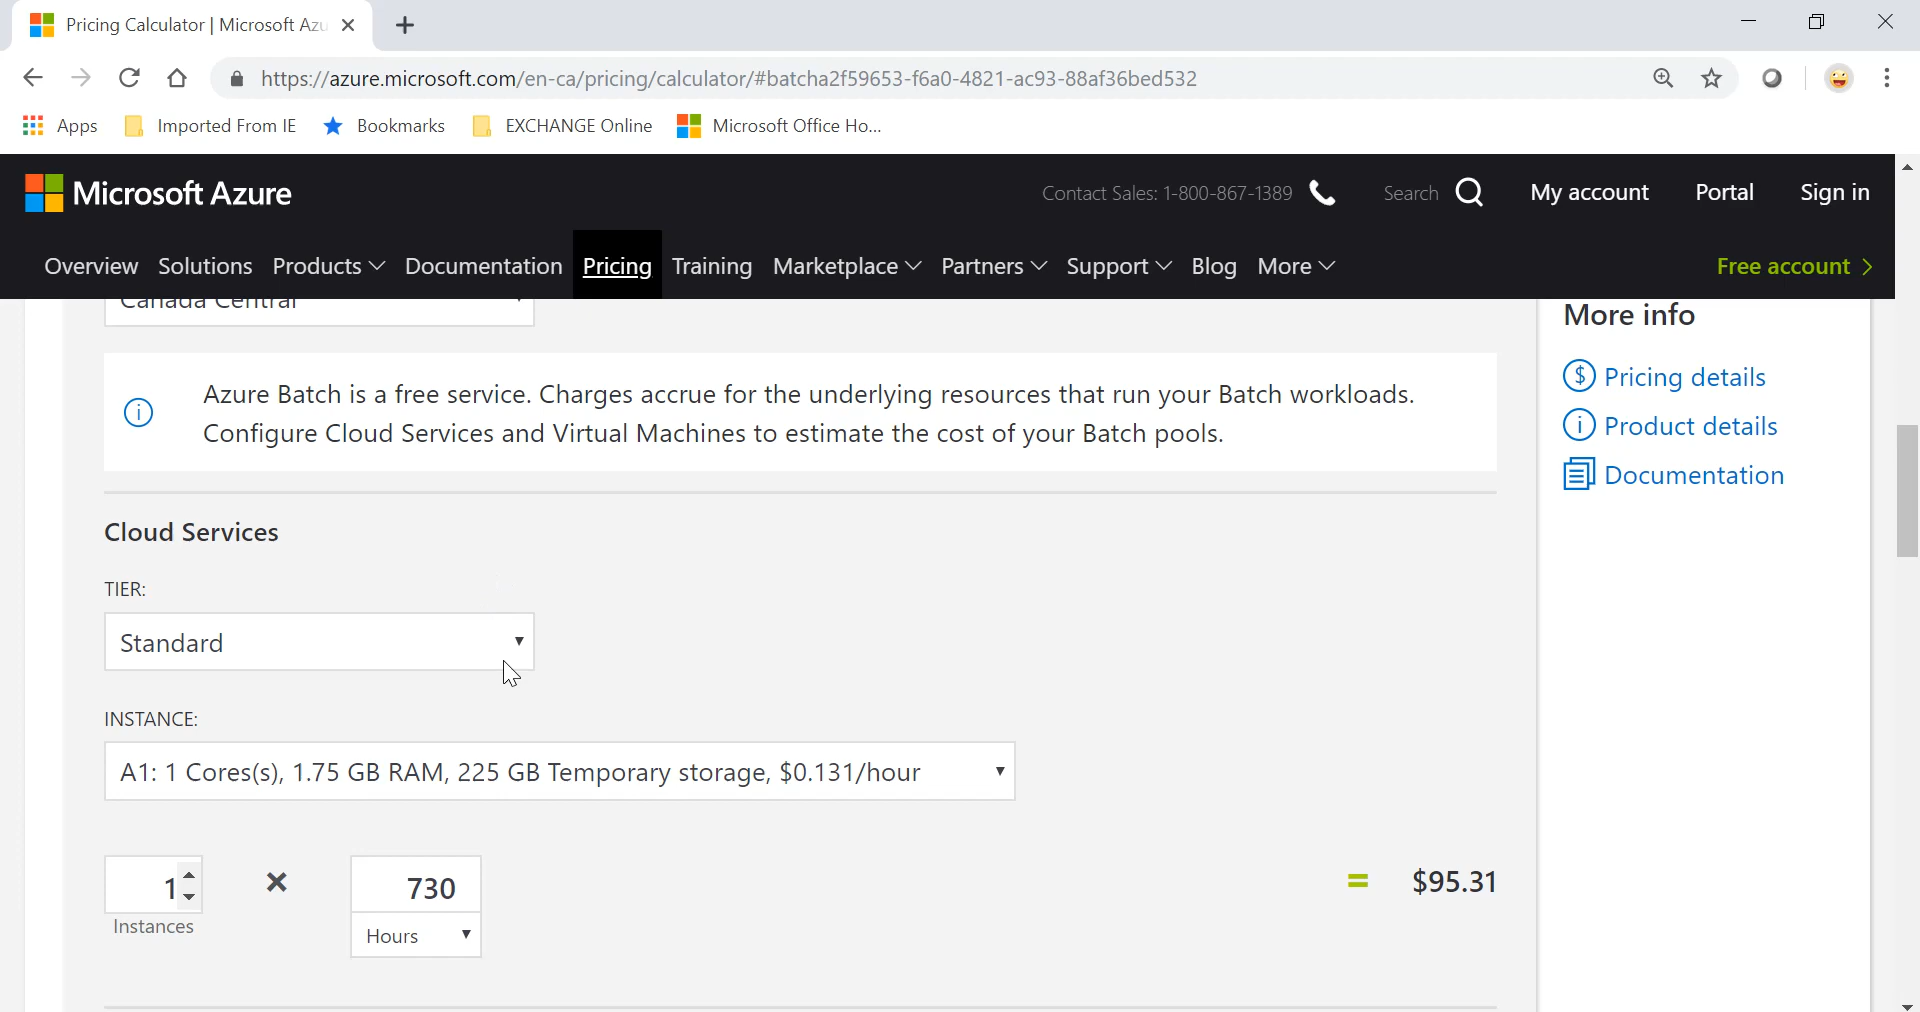 Pricing Calculator | Microsoft Azu
https://azure.microsoft.com/en-ca/pricing/calculator/#batcha2f59653-f6a0-4821-ac93-88af36bed532
Apps Imported From IE Bookmarks EXCHANGE Online Microsoft Office Ho...
Microsoft Azure Contact Sales: 1-800-867-1389 Search My account Portal Sign in
Overview Solutions Products Documentation Pricing Training Marketplace Partners Support Blog More Free account >
Canada Central
More info
Azure Batch is a free service. Charges accrue for the underlying resources that run your Batch workloads.
Configure Cloud Services and Virtual Machines to estimate the cost of your Batch pools.
Pricing details
Product details
Documentation
Cloud Services
TIER:
Standard
INSTANCE:
A1: 1 Cores(s), 1.75 GB RAM, 225 GB Temporary storage, $0.131/hour
1 × 730 = $95.31
Instances
Hours